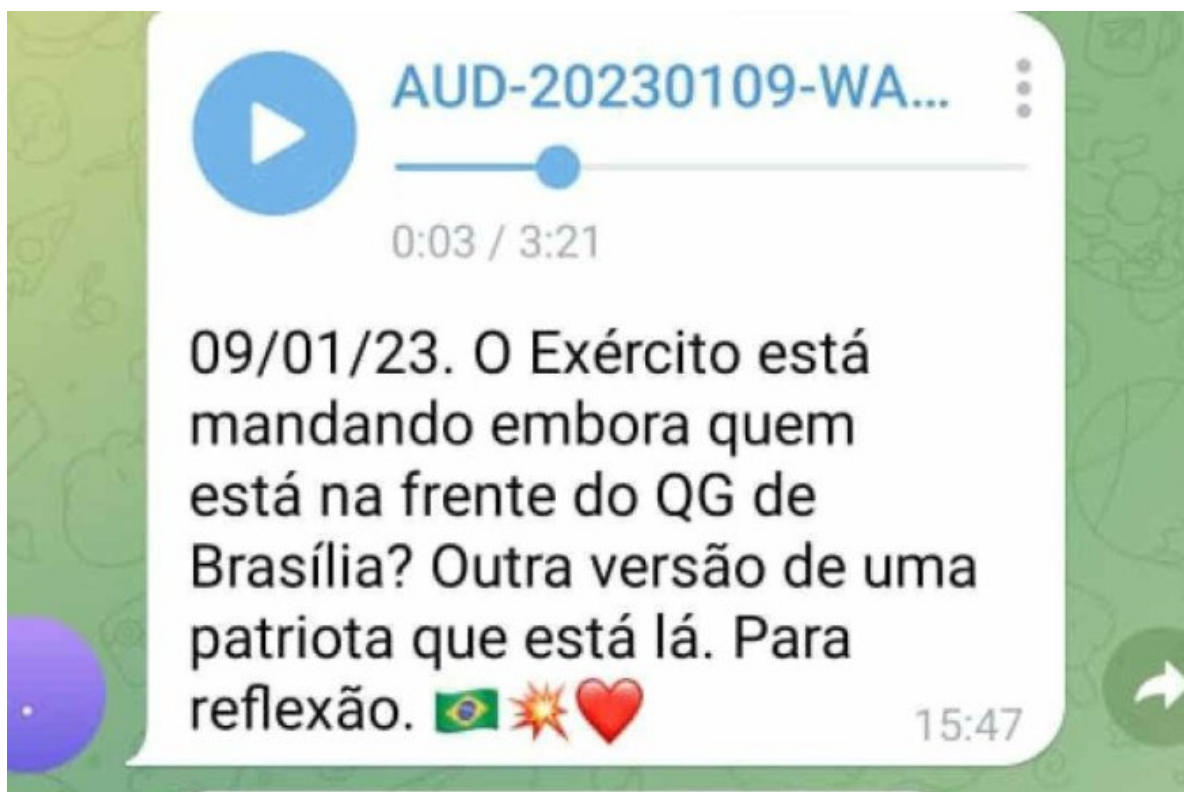 AUD-20230109-WA...
0:03 / 3:21
09/01/23. O Exército está
mandando embora quem
está na frente do QG de
Brasília? Outra versão de uma
patriota que está lá. Para
reflexão. 🇧🇷💥❤️
15:47